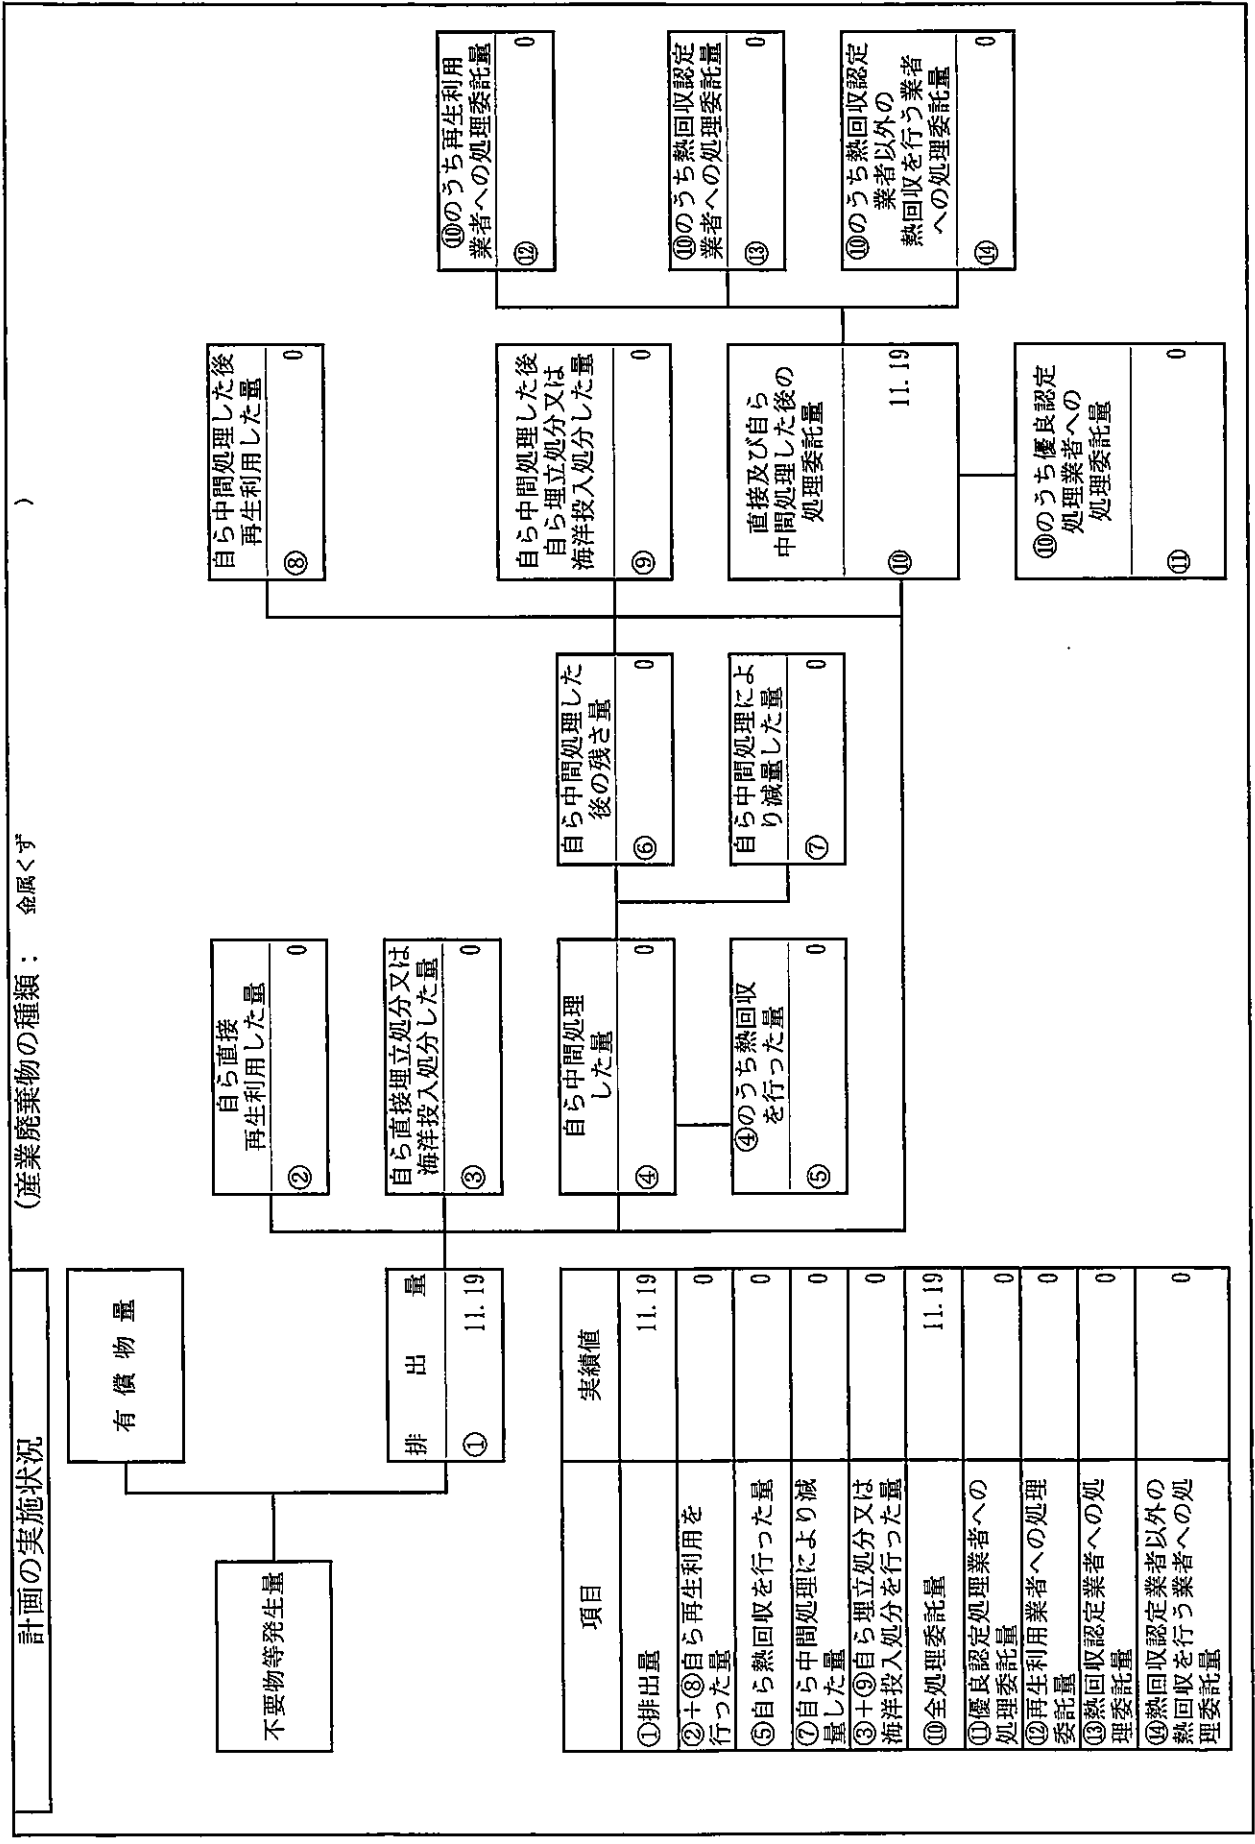 計画の実施状況
(産業廃棄物の種類： 金属くず )
不要物等発生量
有 償 物 量
排 出 量
① 11.19
自ら直接
再生利用した量
② 0
自ら直接埋立処分又は
海洋投入処分した量
③ 0
自ら中間処理
した量
④ 0
④のうち熱回収
を行った量
⑤ 0
自ら中間処理した
後の残さ量
⑥ 0
自ら中間処理によ
り減量した量
⑦ 0
自ら中間処理した後
再生利用した量
⑧ 0
自ら中間処理した後
自ら埋立処分又は
海洋投入処分した量
⑨ 0
直接及び自ら
中間処理した後の
処理委託量
⑩ 11.19
⑩のうち優良認定
処理業者への
処理委託量
⑪ 0
⑩のうち再生利用
業者への処理委託量
⑫ 0
⑩のうち熱回収認定
業者への処理委託量
⑬ 0
⑩のうち熱回収認定
業者以外の
熱回収を行う業者
への処理委託量
⑭ 0
項目 実績値
①排出量 11.19
②＋⑧自ら再生利用を
行った量 0
⑤自ら熱回収を行った量 0
⑦自ら中間処理により減
量した量 0
③＋⑨自ら埋立処分又は
海洋投入処分を行った量 0
⑩全処理委託量 11.19
⑪優良認定処理業者への
処理委託量 0
⑫再生利用業者への処理
委託量 0
⑬熱回収認定業者への処
理委託量 0
⑭熱回収認定業者以外の
熱回収を行う業者への処
理委託量 0